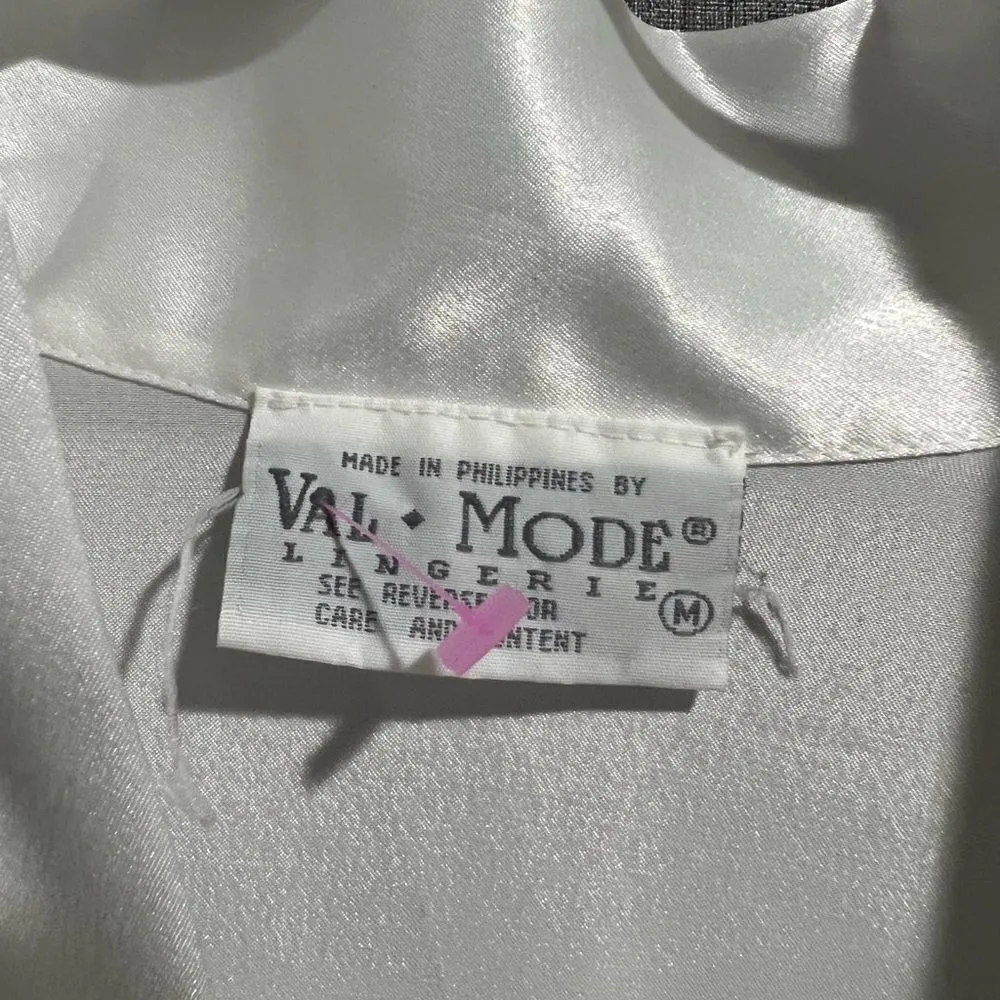 MADE IN PHILIPPINES BY
VAL ◆ MODE®
LINGERIE
SEE REVERSE FOR Ⓜ
CARE AND CONTENT